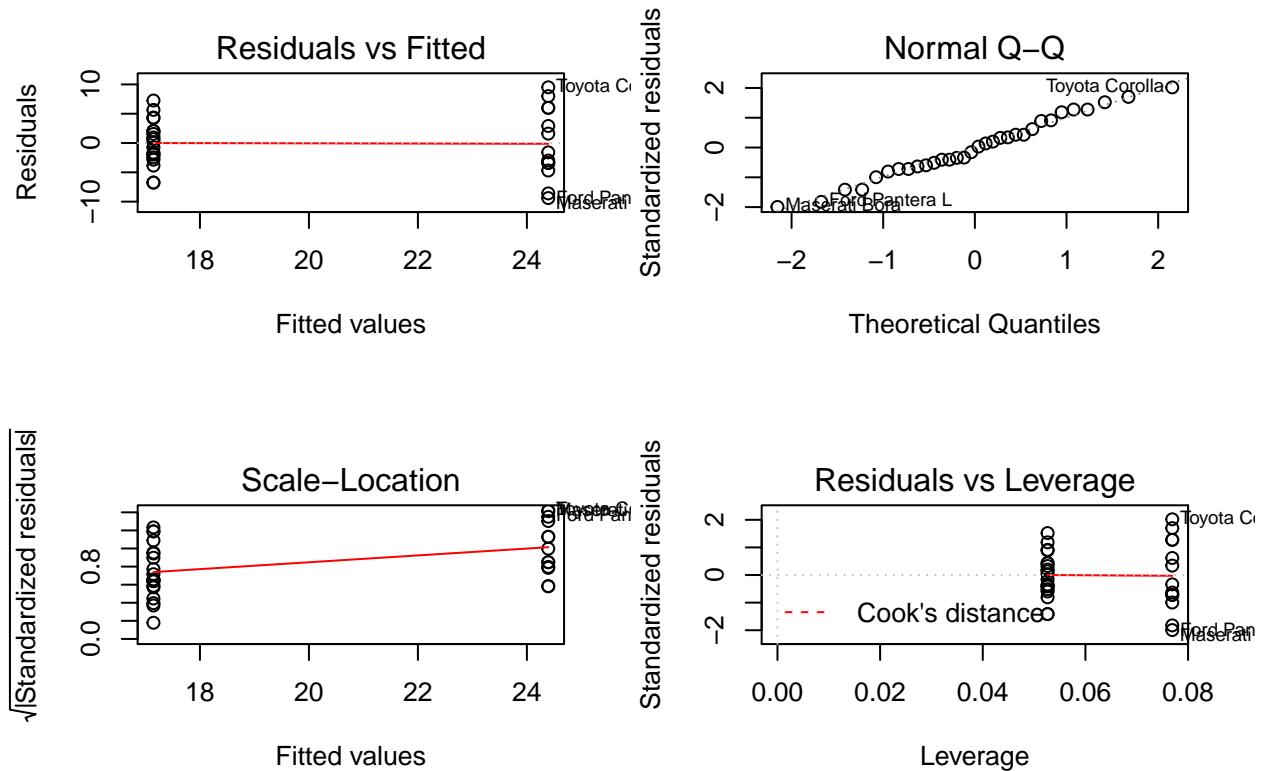 Residuals vs Fitted
Residuals
10
0
−10
Toyota Co
Ford Pan
Maserati
18 20 22 24
Fitted values
Normal Q−Q
Standardized residuals
2
0
−2
Toyota Corolla
Ford Pantera L
Maserati Bora
−2 −1 0 1 2
Theoretical Quantiles
Scale−Location
√|Standardized residuals|
0.8
0.0
Toyota C
Maserati
Ford Pan
18 20 22 24
Fitted values
Residuals vs Leverage
Standardized residuals
2
0
−2
Toyota Co
Ford Pan
Maserati
Cook's distance
0.00 0.02 0.04 0.06 0.08
Leverage